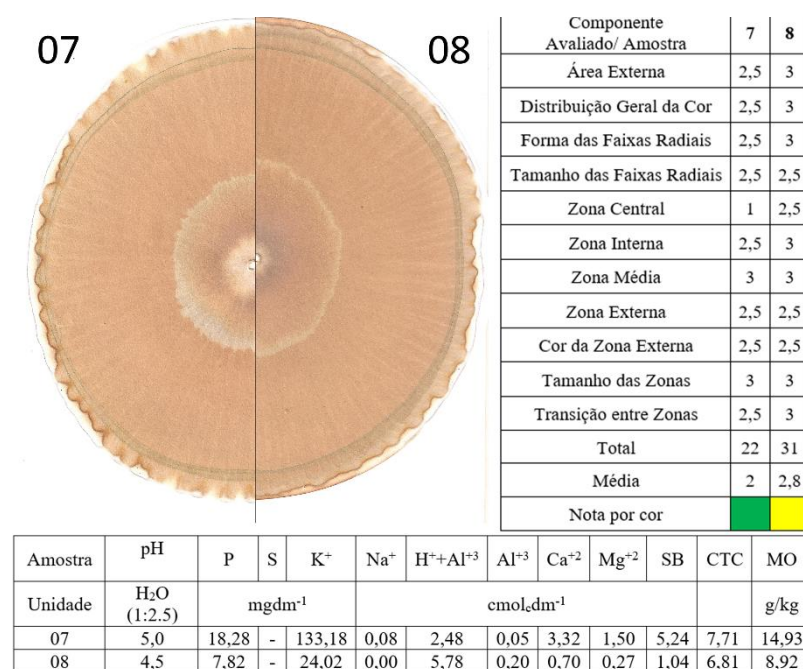 07
08
Componente Avaliado/ Amostra 7 8
Área Externa 2,5 3
Distribuição Geral da Cor 2,5 3
Forma das Faixas Radiais 2,5 3
Tamanho das Faixas Radiais 2,5 2,5
Zona Central 1 2,5
Zona Interna 2,5 3
Zona Média 3 3
Zona Externa 2,5 2,5
Cor da Zona Externa 2,5 2,5
Tamanho das Zonas 3 3
Transição entre Zonas 2,5 3
Total 22 31
Média 2 2,8
Nota por cor
Amostra pH P S K⁺ Na⁺ H⁺+Al⁺³ Al⁺³ Ca⁺² Mg⁺² SB CTC MO
Unidade H₂O (1:2.5) mgdm⁻¹ cmolcdm⁻¹ g/kg
07 5,0 18,28 - 133,18 0,08 2,48 0,05 3,32 1,50 5,24 7,71 14,93
08 4,5 7,82 - 24,02 0,00 5,78 0,20 0,70 0,27 1,04 6,81 8,92